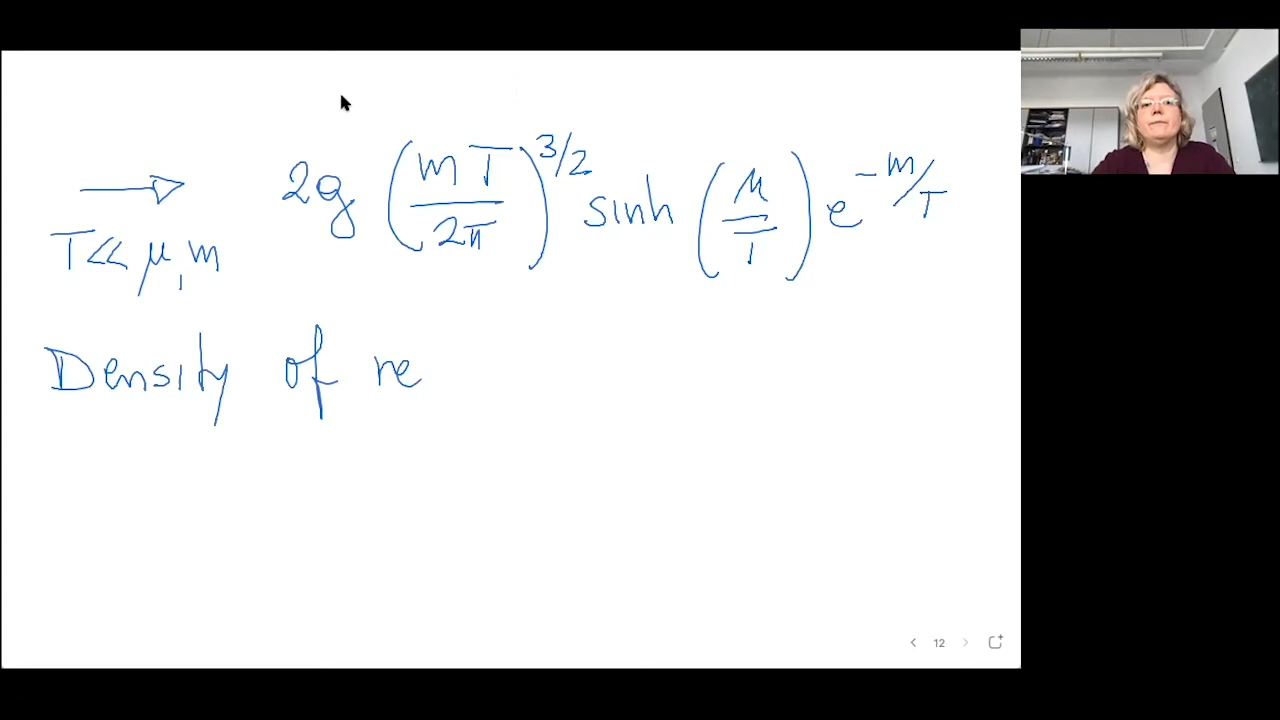 → 2g (mT/2π)^3/2 sinh (μ/T) e^-m/T
T << μ, m
Density of re
12